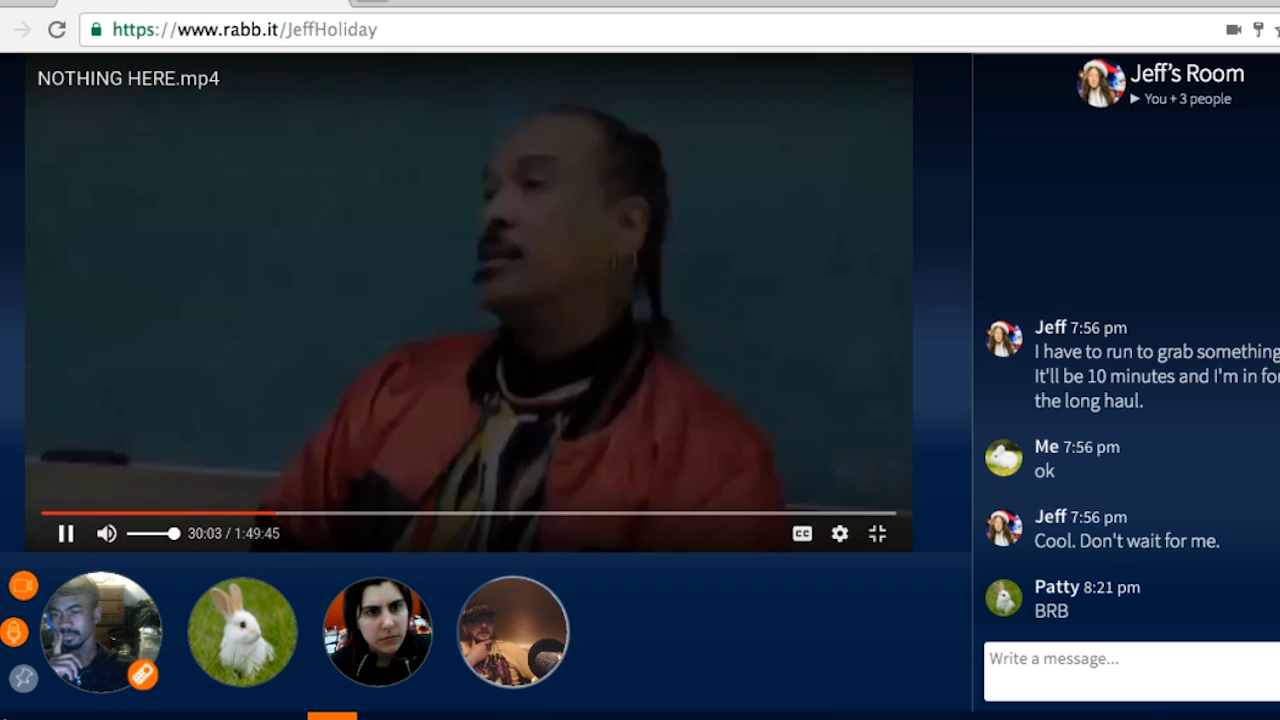 https://www.rabb.it/JeffHoliday
NOTHING HERE.mp4
Jeff's Room
You + 3 people
Jeff 7:56 pm
I have to run to grab something
It'll be 10 minutes and I'm in for
the long haul.
Me 7:56 pm
ok
Jeff 7:56 pm
Cool. Don't wait for me.
Patty 8:21 pm
BRB
Write a message...
30:03 / 1:49:45
CC